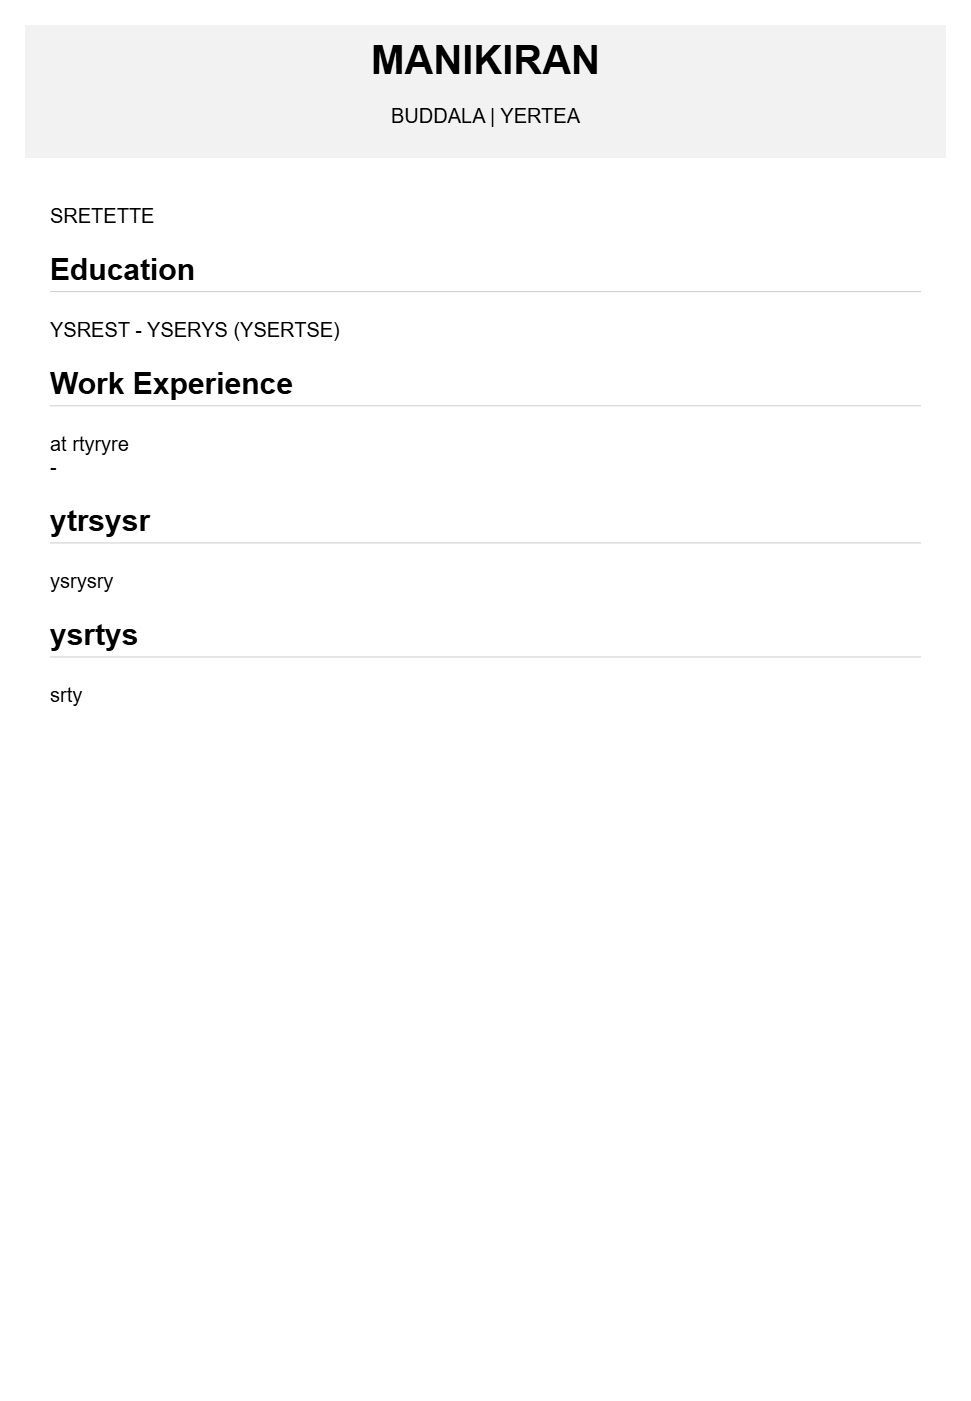 MANIKIRAN
BUDDALA | YERTEA
SRETETTE
Education
YSREST - YSERYS (YSERTSE)
Work Experience
at rtyryre
-
ytrsysr
ysrysry
ysrtys
srty